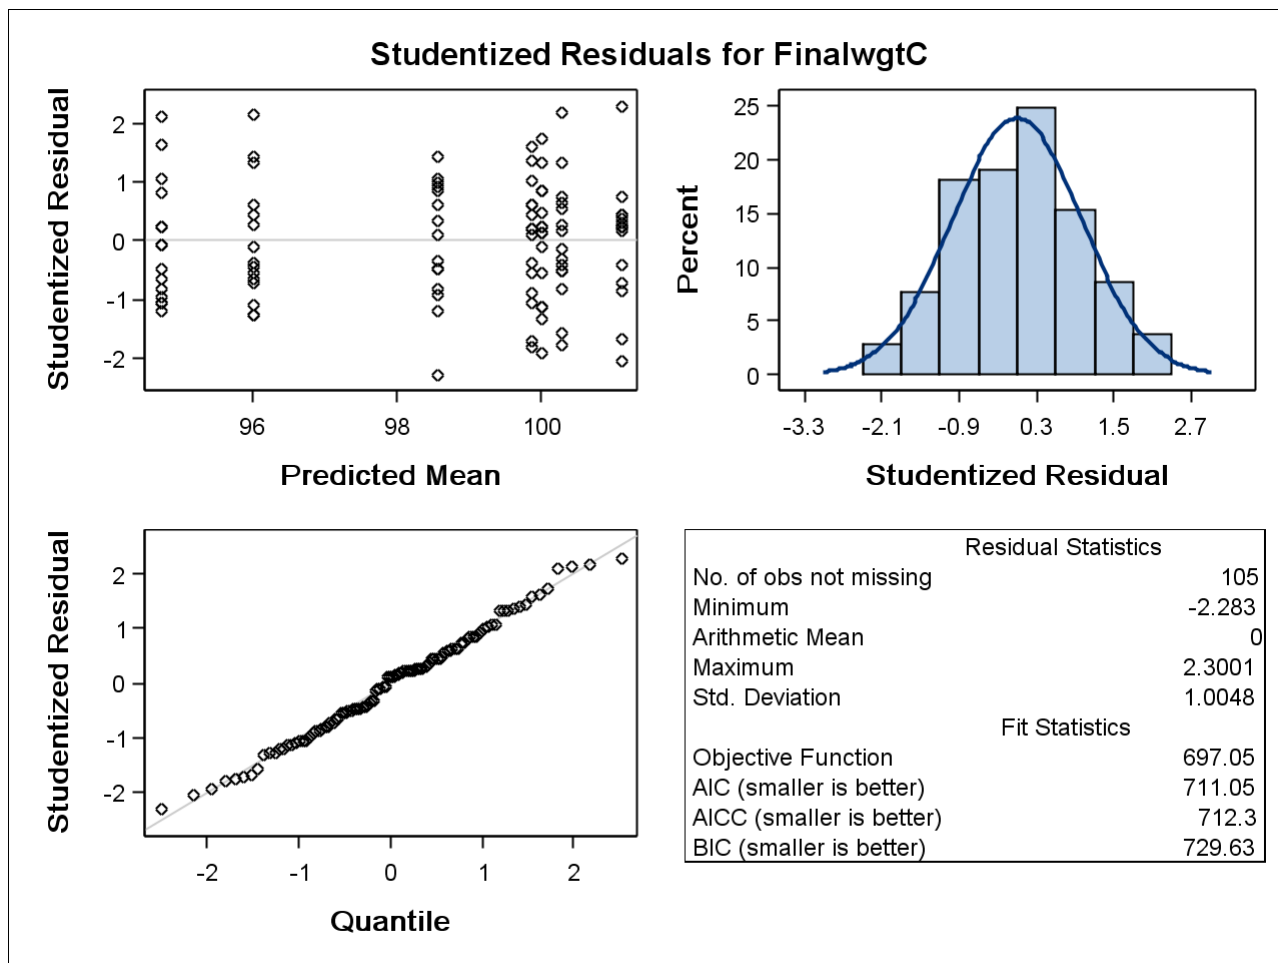 Studentized Residuals for FinalwgtC
Studentized Residual
2
1
0
-1
-2
96 98 100
Predicted Mean
Percent
25
20
15
10
5
0
-3.3 -2.1 -0.9 0.3 1.5 2.7
Studentized Residual
Studentized Residual
2
1
0
-1
-2
-2 -1 0 1 2
Quantile
Residual Statistics
No. of obs not missing 105
Minimum -2.283
Arithmetic Mean 0
Maximum 2.3001
Std. Deviation 1.0048
Fit Statistics
Objective Function 697.05
AIC (smaller is better) 711.05
AICC (smaller is better) 712.3
BIC (smaller is better) 729.63